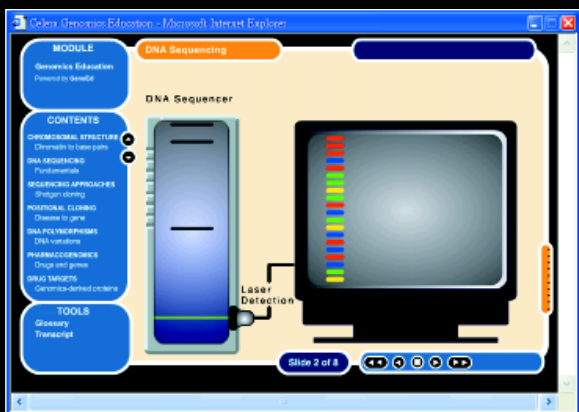 Celera Genomics Education - Microsoft Internet Explorer
MODULE
Genomics Education
Powered by GeneEd
DNA Sequencing
DNA Sequencer
CONTENTS
CHROMOSOMAL STRUCTURE
Chromatin to base pairs
DNA SEQUENCING
Fundamentals
SEQUENCING APPROACHES
Shotgun cloning
POSITIONAL CLONING
Disease to gene
DNA POLYMORPHISMS
DNA variations
PHARMACOGENOMICS
Drugs and genes
DRUG TARGETS
Genomics-derived proteins
Laser
Detection
TOOLS
Glossary
Transcript
Slide 2 of 8